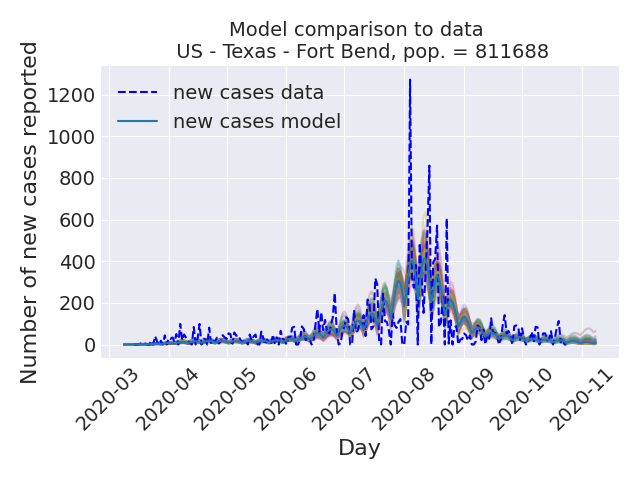 Model comparison to data
US - Texas - Fort Bend, pop. = 811688
Number of new cases reported
1200
1000
800
600
400
200
0
new cases data
new cases model
2020-03
2020-04
2020-05
2020-06
2020-07
2020-08
2020-09
2020-10
2020-11
Day